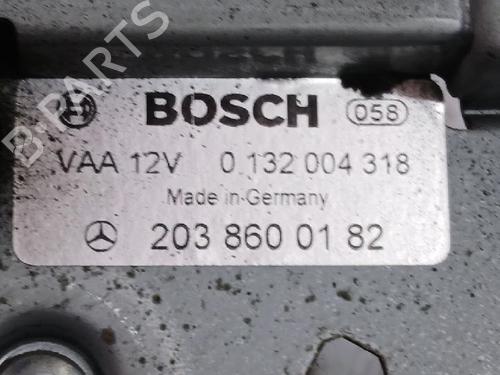 BOSCH 058
VAA 12V 0 132 004 318
Made in Germany
203 860 01 82
B-PARTS